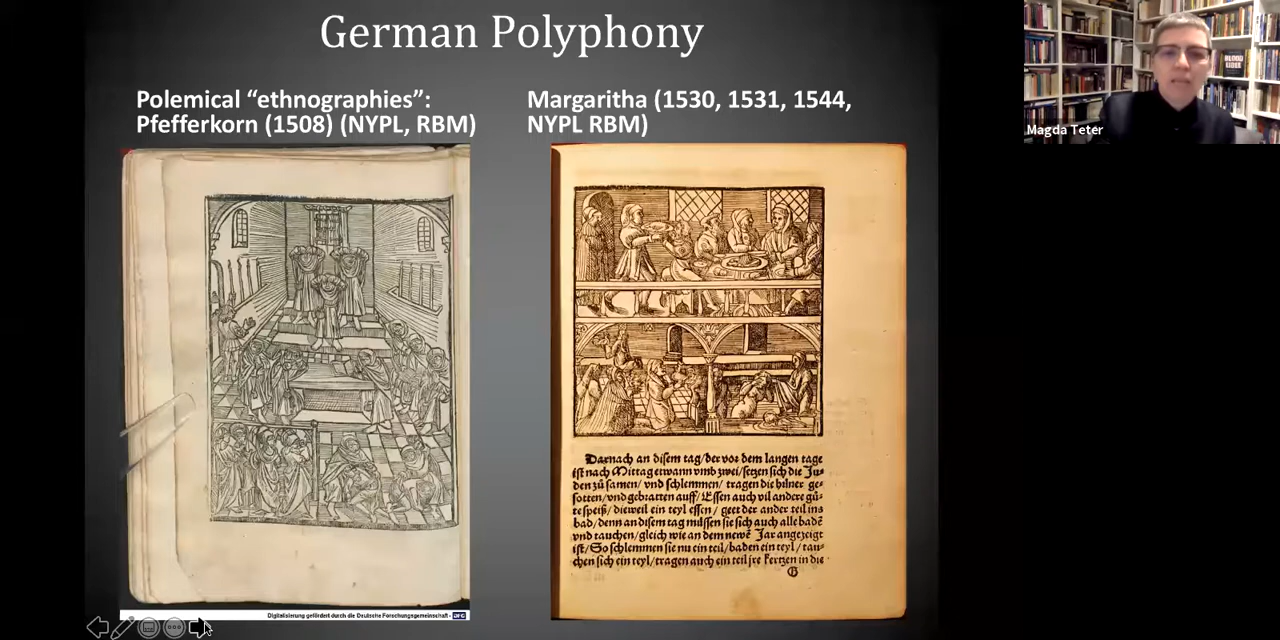 German Polyphony
Polemical “ethnographies”:
Pfefferkorn (1508) (NYPL, RBM)
Margaritha (1530, 1531, 1544,
NYPL RBM)
Magda Teter
BLOOD
Darnach an disem tag/der vor dem langen tage
ist nach Mittag etwann vmb zwei/setzen sich die Ju⸗
den zů samen/ vnd schlemmen/ tragen die hüner ge⸗
sotten/vnd gebratten auff/ Essen auch vil andere gů⸗
te speiß/ dieweil ein teyl essen / geet der ander teil ins
bad/denn an disem tag müssen sie sich auch alle badē
vnd tauchen/gleich wie an dem newē Jar angezeigt
ist/So schlemmen sie nu ein teil/baden ein teyl/ tau⸗
chen sich ein teyl/tragen auch ein teil jre Kertzen in die
G
Digitalisierung gefördert durch die Deutsche Forschungsgemeinschaft - DFG